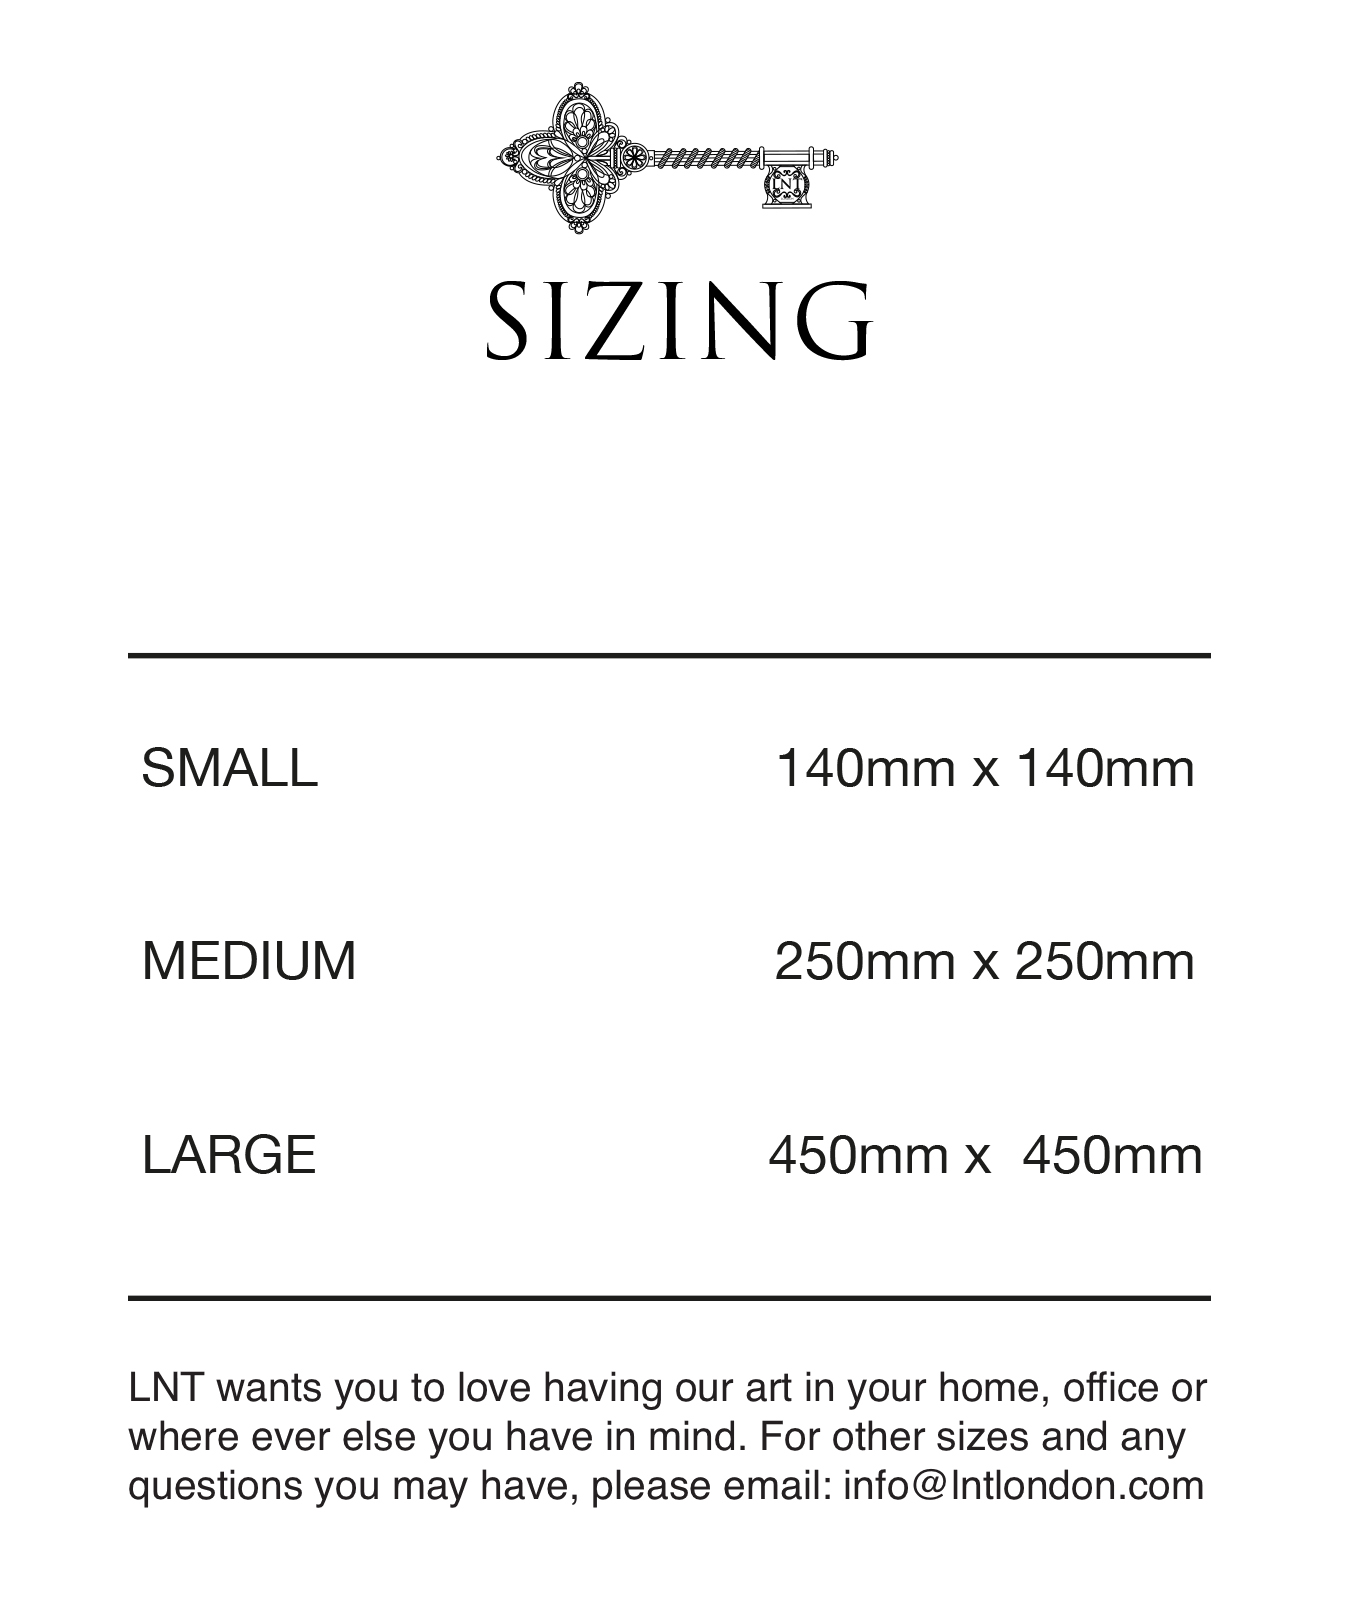 LNT
SIZING
SMALL 140mm x 140mm
MEDIUM 250mm x 250mm
LARGE 450mm x  450mm
LNT wants you to love having our art in your home, office or
where ever else you have in mind. For other sizes and any
questions you may have, please email: info@lntlondon.com